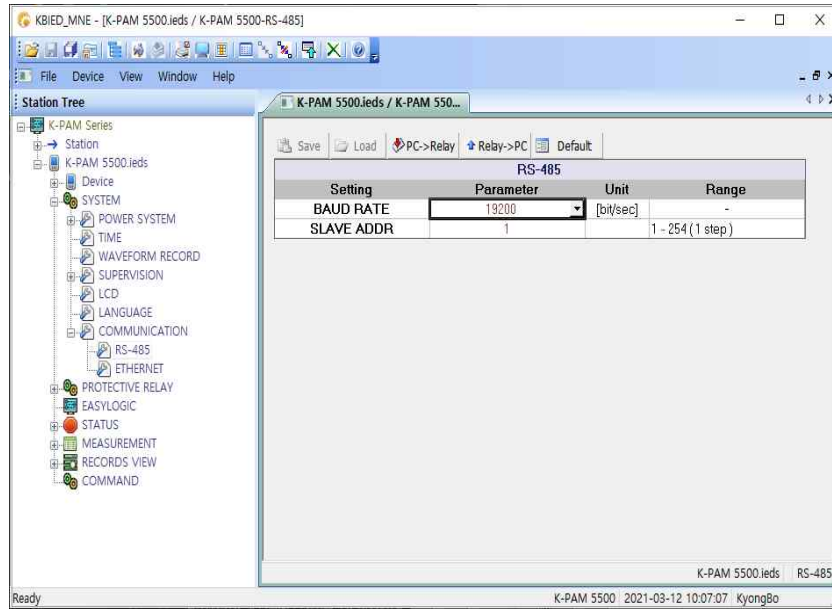 KBIED_MNE - [K-PAM 5500.ieds / K-PAM 5500-RS-485]
File Device View Window Help
Station Tree
K-PAM Series
Station
K-PAM 5500.ieds
Device
SYSTEM
POWER SYSTEM
TIME
WAVEFORM RECORD
SUPERVISION
LCD
LANGUAGE
COMMUNICATION
RS-485
ETHERNET
PROTECTIVE RELAY
EASYLOGIC
STATUS
MEASUREMENT
RECORDS VIEW
COMMAND
K-PAM 5500.ieds / K-PAM 550...
Save Load PC->Relay Relay->PC Default
RS-485
Setting Parameter Unit Range
BAUD RATE 19200 [bit/sec] -
SLAVE ADDR 1 1 - 254 ( 1 step )
K-PAM 5500.ieds RS-485
Ready K-PAM 5500 2021-03-12 10:07:07 KyongBo